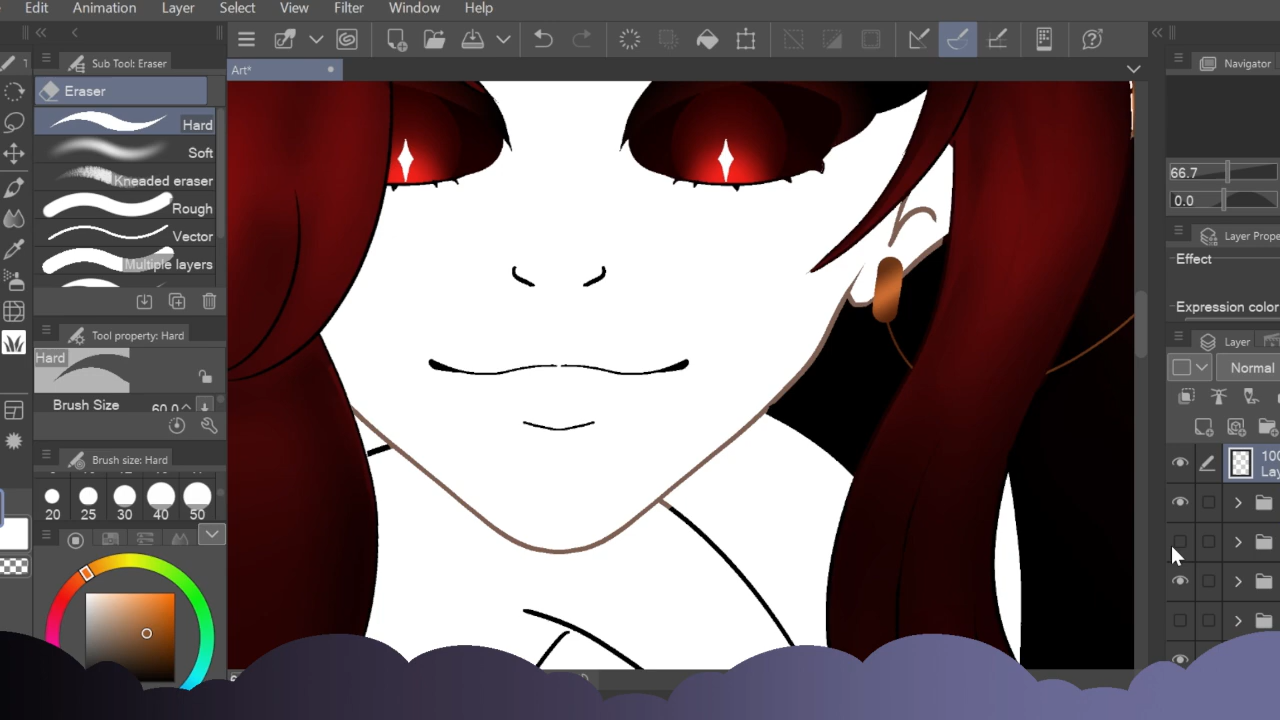 Edit Animation Layer Select View Filter Window Help
Sub Tool: Eraser
Art*
Navigator
Eraser
Hard
Soft
Kneaded eraser
Rough
Vector
Multiple layers
66.7
0.0
Layer Prope
Effect
Expression color
Tool property: Hard
Hard
Brush Size 60.0
Layer
Normal
Brush size: Hard
20 25 30 40 50
100
Lay